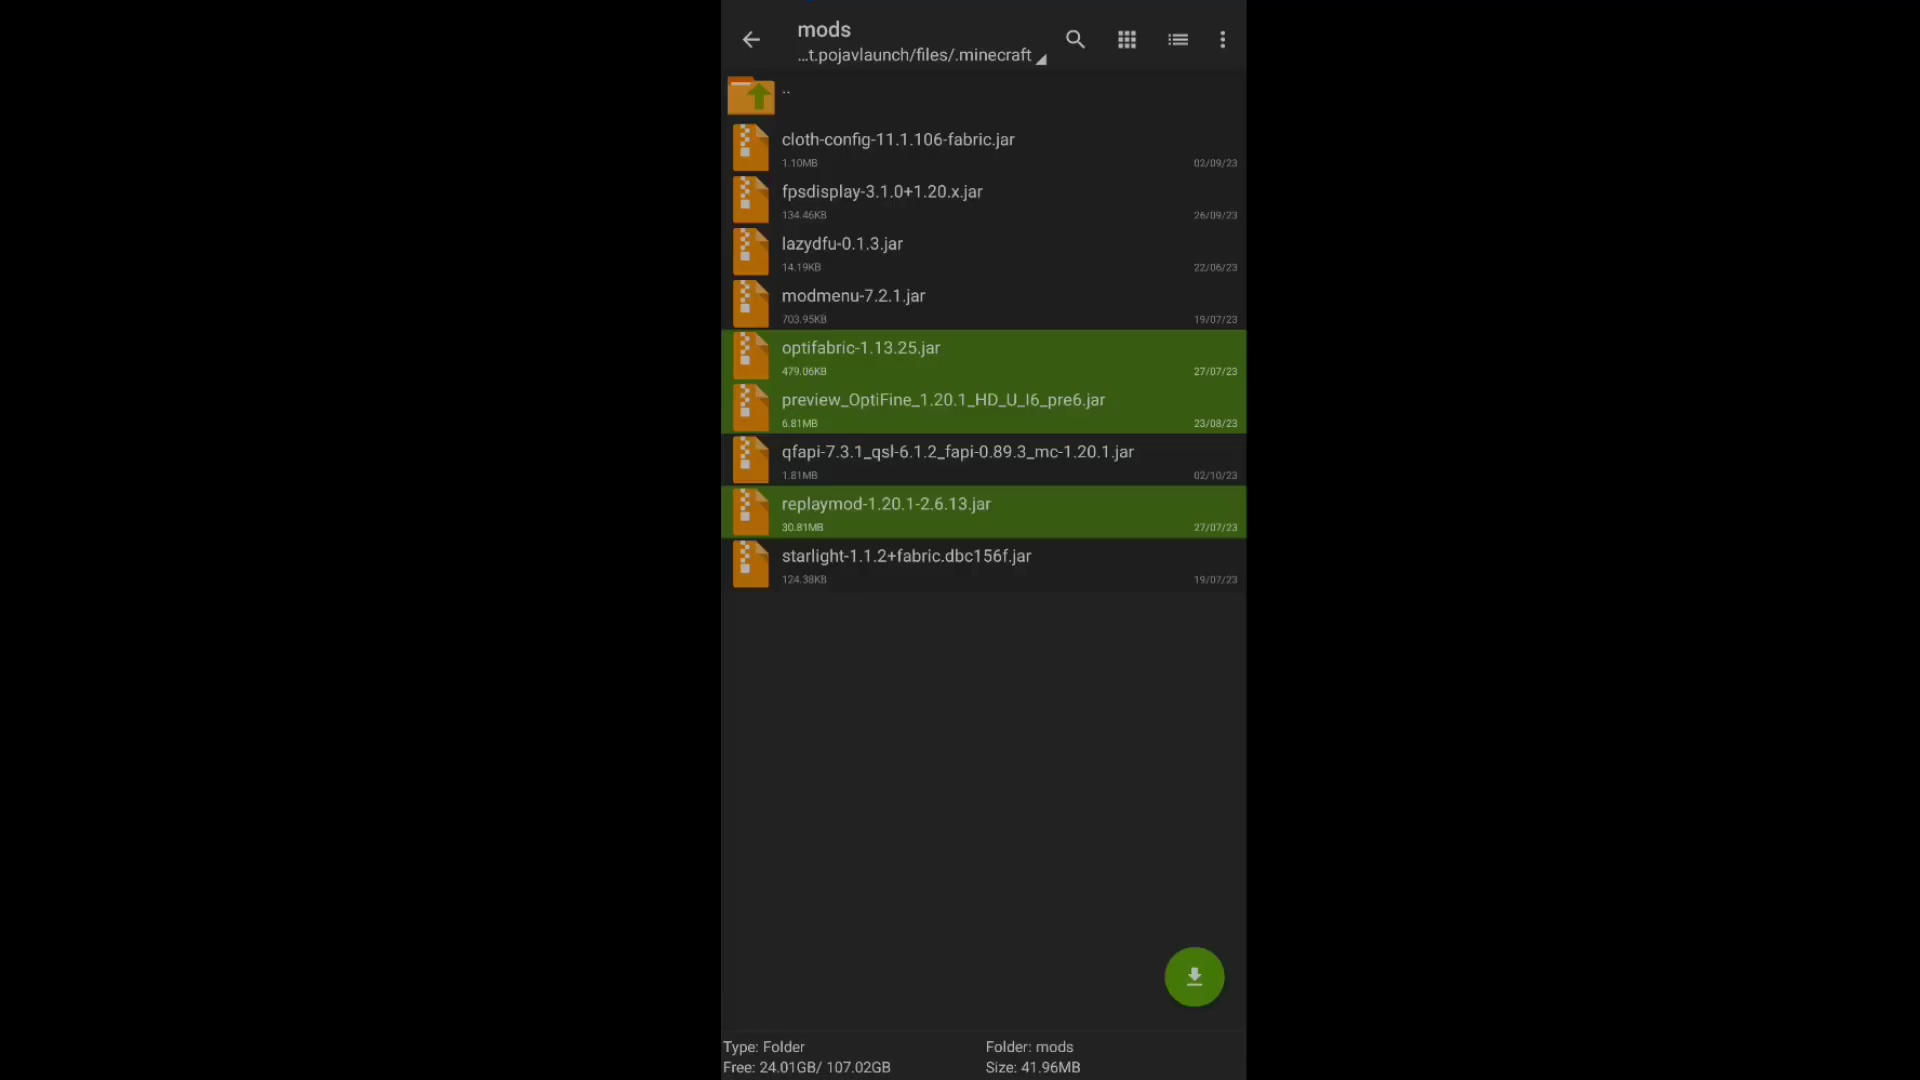 mods
...t.pojavlaunch/files/.minecraft
..
cloth-config-11.1.106-fabric.jar
1.10MB 02/09/23
fpsdisplay-3.1.0+1.20.x.jar
134.46KB 26/09/23
lazydfu-0.1.3.jar
14.19KB 22/06/23
modmenu-7.2.1.jar
703.95KB 19/07/23
optifabric-1.13.25.jar
479.06KB 27/07/23
preview_OptiFine_1.20.1_HD_U_I6_pre6.jar
6.81MB 23/08/23
qfapi-7.3.1_qsl-6.1.2_fapi-0.89.3_mc-1.20.1.jar
1.81MB 02/10/23
replaymod-1.20.1-2.6.13.jar
30.81MB 27/07/23
starlight-1.1.2+fabric.dbc156f.jar
124.38KB 19/07/23
Type: Folder Folder: mods
Free: 24.01GB/ 107.02GB Size: 41.96MB